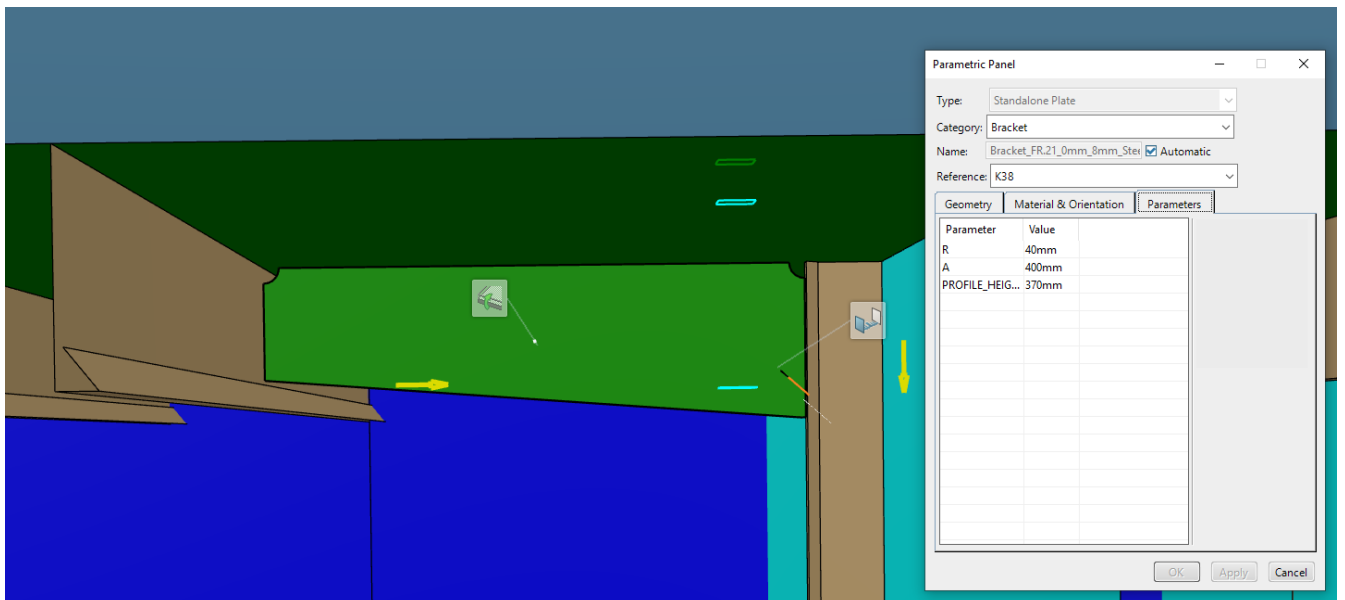 Parametric Panel
Type: Standalone Plate
Category: Bracket
Name: Bracket_FR.21_0mm_8mm_Stee Automatic
Reference: K38
Geometry Material & Orientation Parameters
Parameter Value
R 40mm
A 400mm
PROFILE_HEIG... 370mm
OK Apply Cancel